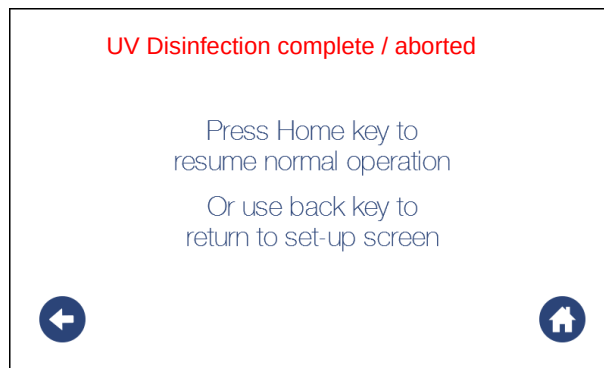 UV Disinfection complete / aborted
Press Home key to
resume normal operation
Or use back key to
return to set-up screen